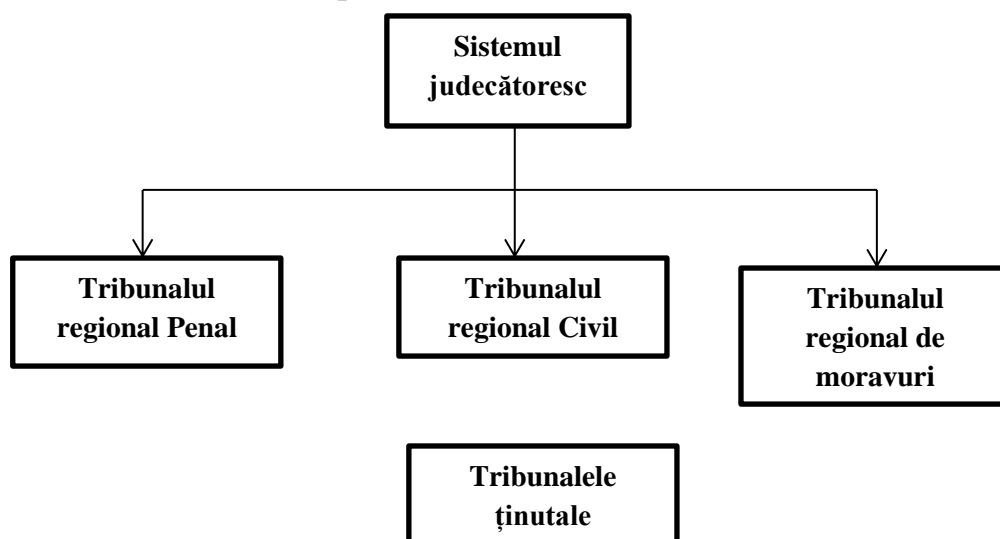 Sistemul
judecătoresc
Tribunalul
regional Penal
Tribunalul
regional Civil
Tribunalul
regional de
moravuri
Tribunalele
ținutale